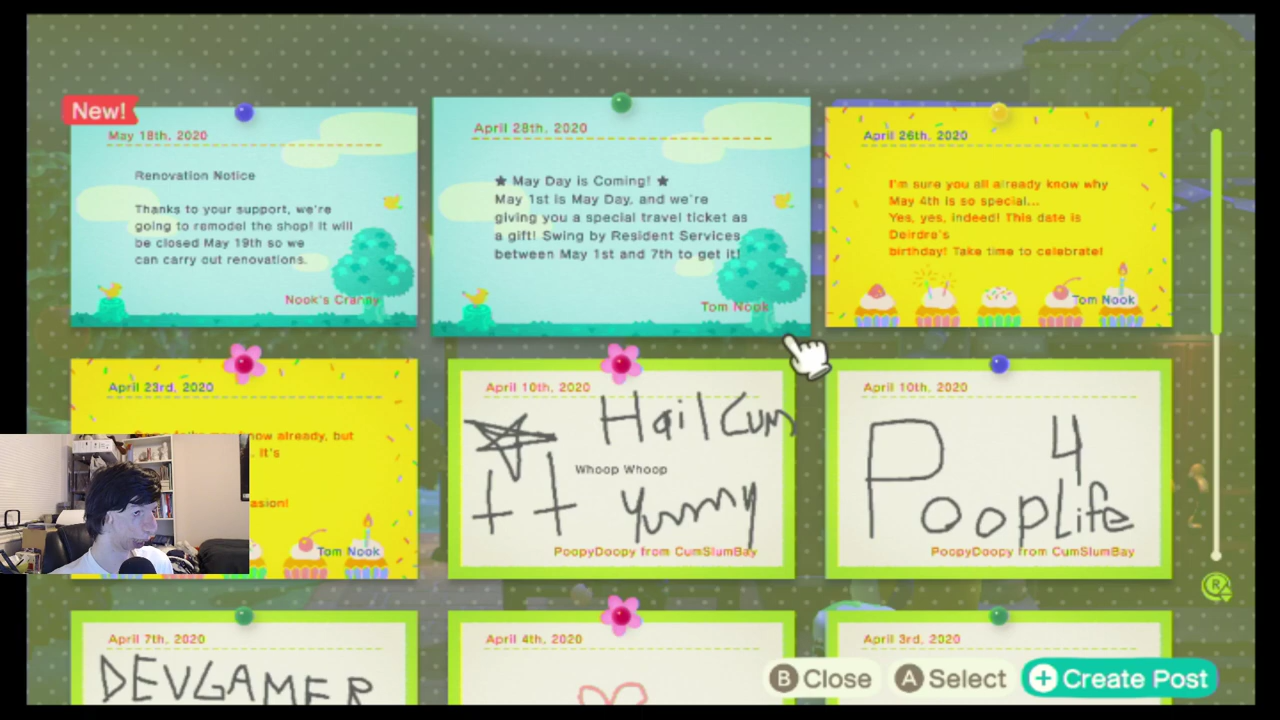 New!
May 18th, 2020
Renovation Notice
Thanks to your support, we're
going to remodel the shop! It will
be closed May 19th so we
can carry out renovations.
Nook's Cranny
April 28th, 2020
★ May Day is Coming! ★
May 1st is May Day, and we're
giving you a special travel ticket as
a gift! Swing by Resident Services
between May 1st and 7th to get it!
Tom Nook
April 26th, 2020
I'm sure you all already know why
May 4th is so special...
Yes, yes, indeed! This date is
Deirdre's
birthday! Take time to celebrate!
Tom Nook
April 23rd, 2020
know already, but
It's
Tom Nook
April 10th, 2020
Hail Cum
Whoop Whoop
Yummy
PoopyDoopy from CumSlumBay
April 10th, 2020
Poop 4
Life
PoopyDoopy from CumSlumBay
April 7th, 2020
DEVGAMER
April 4th, 2020
April 3rd, 2020
R
B Close
A Select
+ Create Post